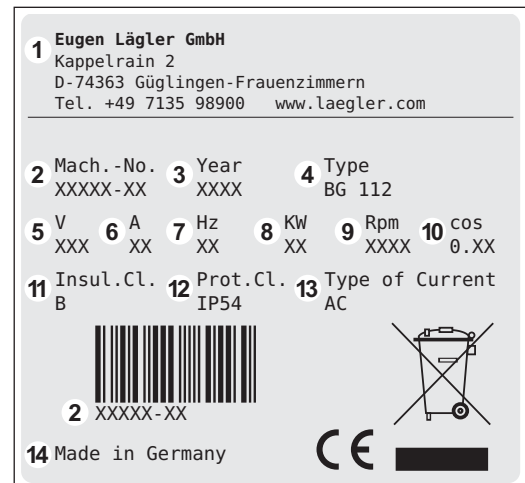 1 Eugen Lägler GmbH
Kappelrain 2
D-74363 Güglingen-Frauenzimmern
Tel. +49 7135 98900 www.laegler.com
2 Mach.-No. 3 Year 4 Type
XXXXX-XX XXXX BG 112
5 V 6 A 7 Hz 8 KW 9 Rpm 10 cos
XXX XX XX XX XXXX 0.XX
11 Insul.Cl. 12 Prot.Cl. 13 Type of Current
B IP54 AC
2 XXXXX-XX
14 Made in Germany CE